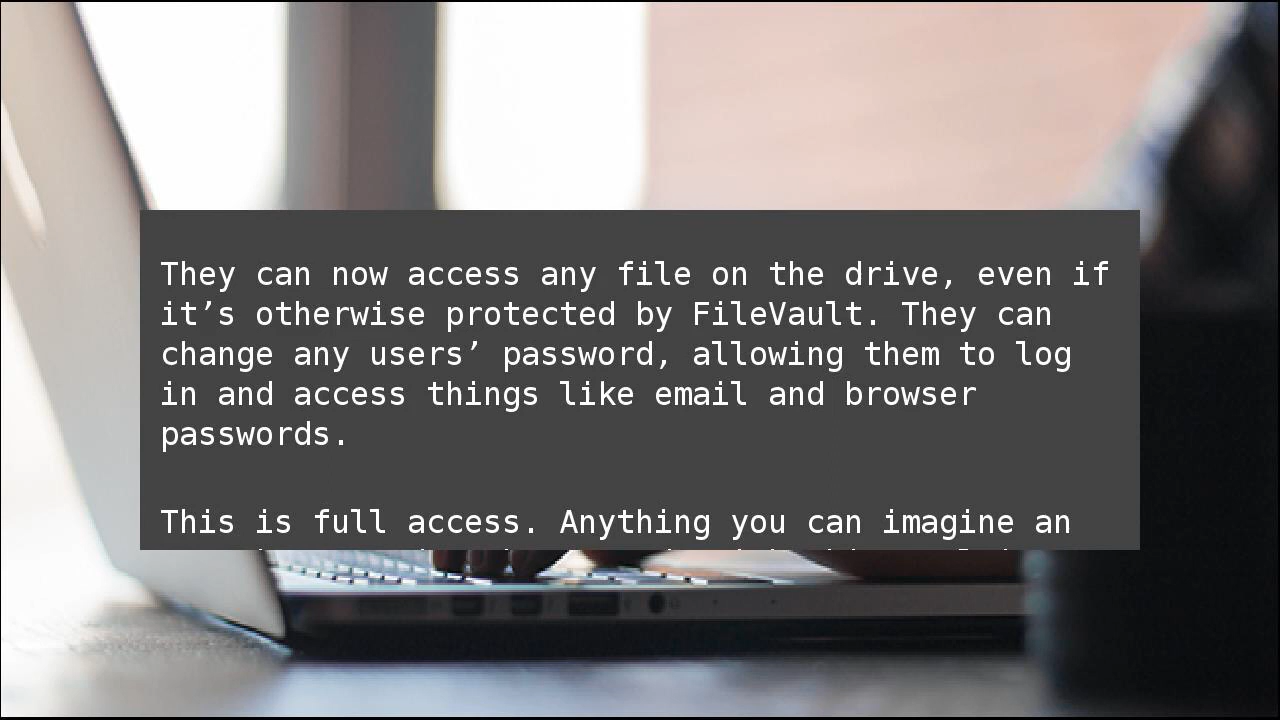 They can now access any file on the drive, even if
it’s otherwise protected by FileVault. They can
change any users’ password, allowing them to log
in and access things like email and browser
passwords.
This is full access. Anything you can imagine an